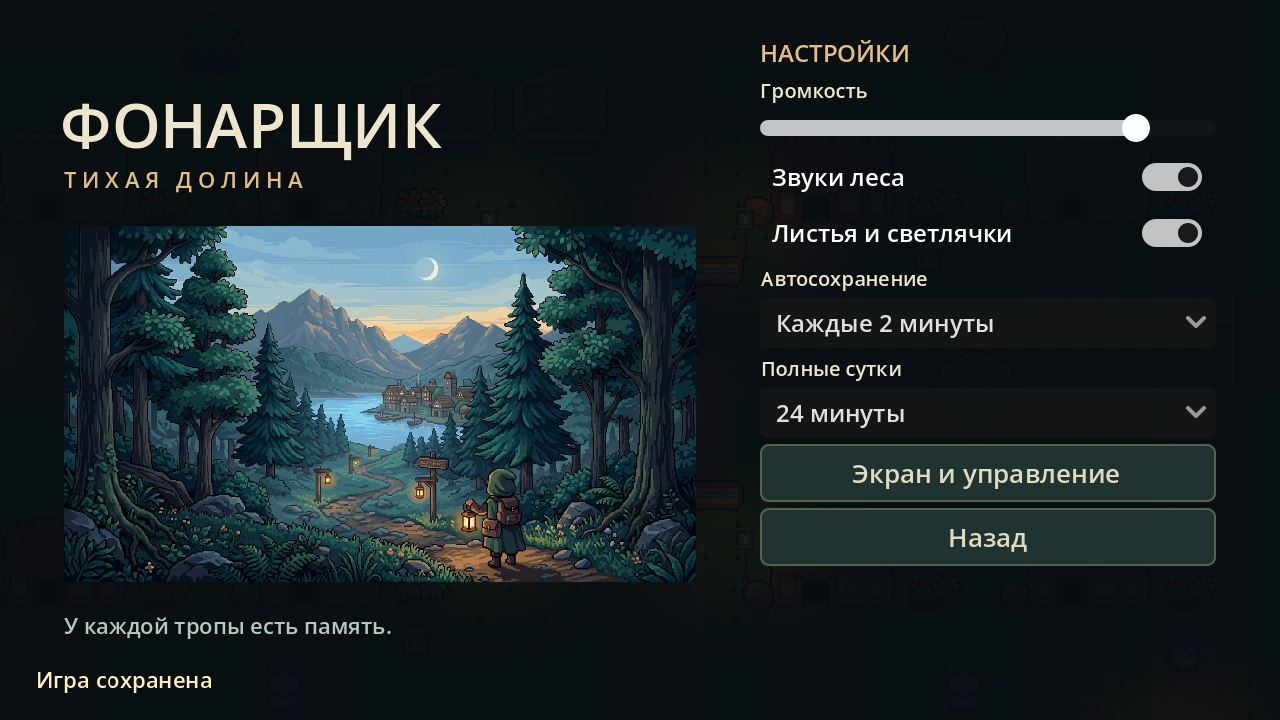 ФОНАРЩИК
ТИХАЯ ДОЛИНА
У каждой тропы есть память.
Игра сохранена
НАСТРОЙКИ
Громкость
Звуки леса
Листья и светлячки
Автосохранение
Каждые 2 минуты
Полные сутки
24 минуты
Экран и управление
Назад